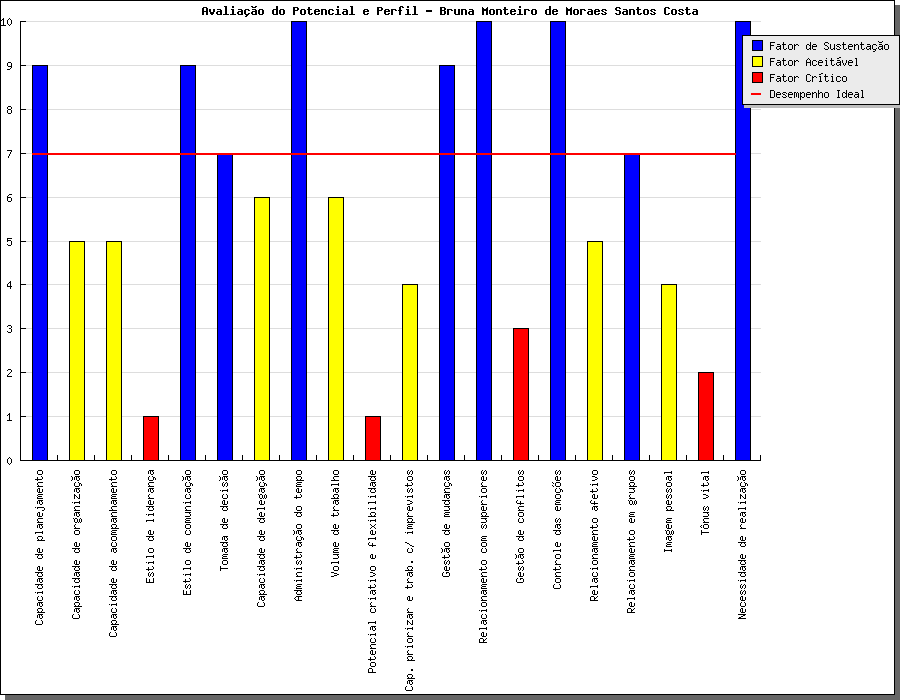 Avaliação do Potencial e Perfil - Bruna Monteiro de Moraes Santos Costa
Fator de Sustentação
Fator Aceitável
Fator Crítico
Desempenho Ideal
10
9
8
7
6
5
4
3
2
1
0
Capacidade de planejamento
Capacidade de organização
Capacidade de acompanhamento
Estilo de liderança
Estilo de comunicação
Tomada de decisão
Capacidade de delegação
Administração do tempo
Volume de trabalho
Potencial criativo e flexibilidade
Cap. priorizar e trab. c/ imprevistos
Gestão de mudanças
Relacionamento com superiores
Gestão de conflitos
Controle das emoções
Relacionamento afetivo
Relacionamento em grupos
Imagem pessoal
Tônus vital
Necessidade de realização